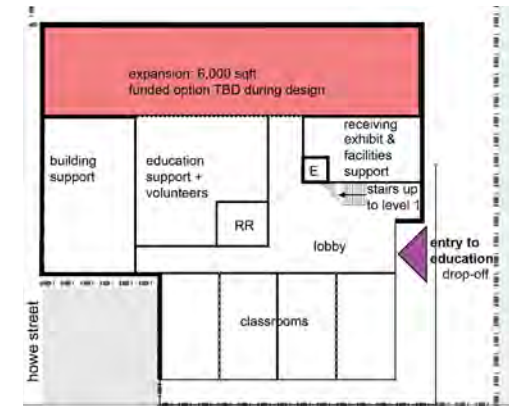 expansion: 6,000 sqft
funded option TBD during design
receiving
exhibit &
facilities
support
building
support
education
support +
volunteers
E
stairs up
to level 1
RR
lobby
entry to
education
drop-off
classrooms
howe street